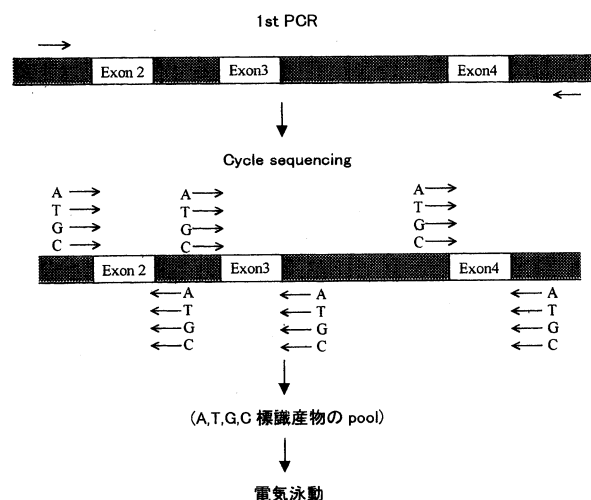 1st PCR
Exon 2 Exon3 Exon4
Cycle sequencing
A A A
T T T
G G G
C C C
Exon 2 Exon3 Exon4
A A A
T T T
G G G
C C C
(A,T,G,C 標識産物の pool)
電気泳動